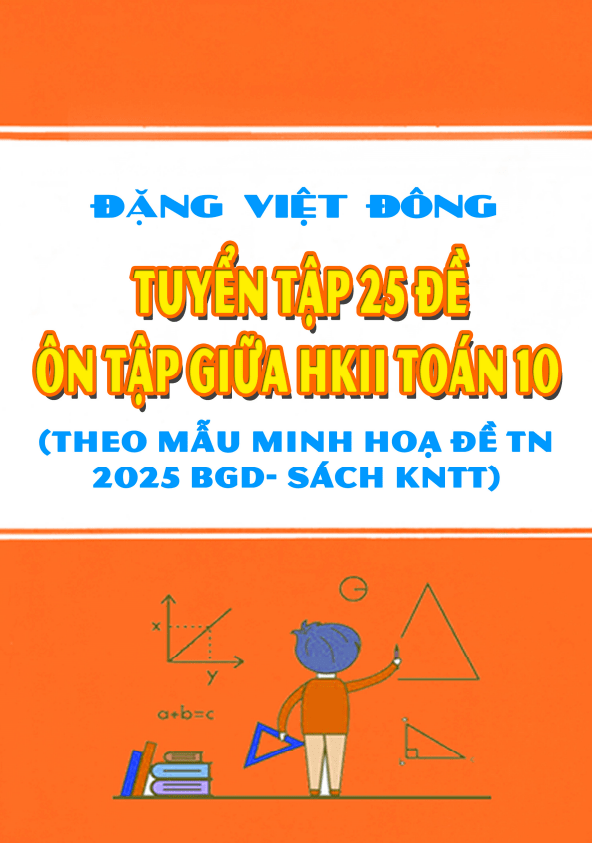 ĐẶNG VIỆT ĐÔNG
TUYỂN TẬP 25 ĐỀ
ÔN TẬP GIỮA HKII TOÁN 10
(THEO MẪU MINH HOẠ ĐỀ TN
2025 BGD- SÁCH KNTT)
x
y
a+b=c